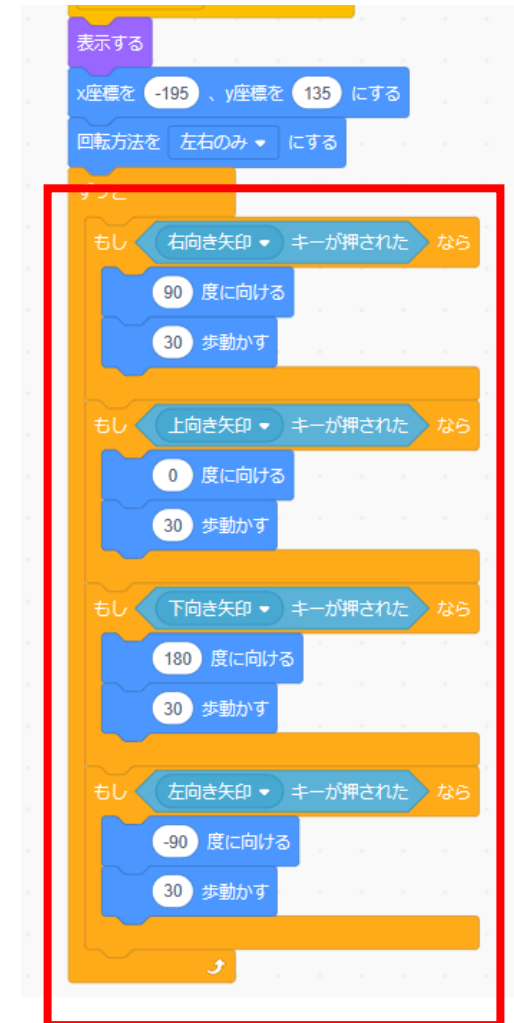 表示する
x座標を -195 、y座標を 135 にする
回転方法を 左右のみ にする
ずっと
もし 右向き矢印 キーが押された なら
90 度に向ける
30 歩動かす
もし 上向き矢印 キーが押された なら
0 度に向ける
30 歩動かす
もし 下向き矢印 キーが押された なら
180 度に向ける
30 歩動かす
もし 左向き矢印 キーが押された なら
-90 度に向ける
30 歩動かす